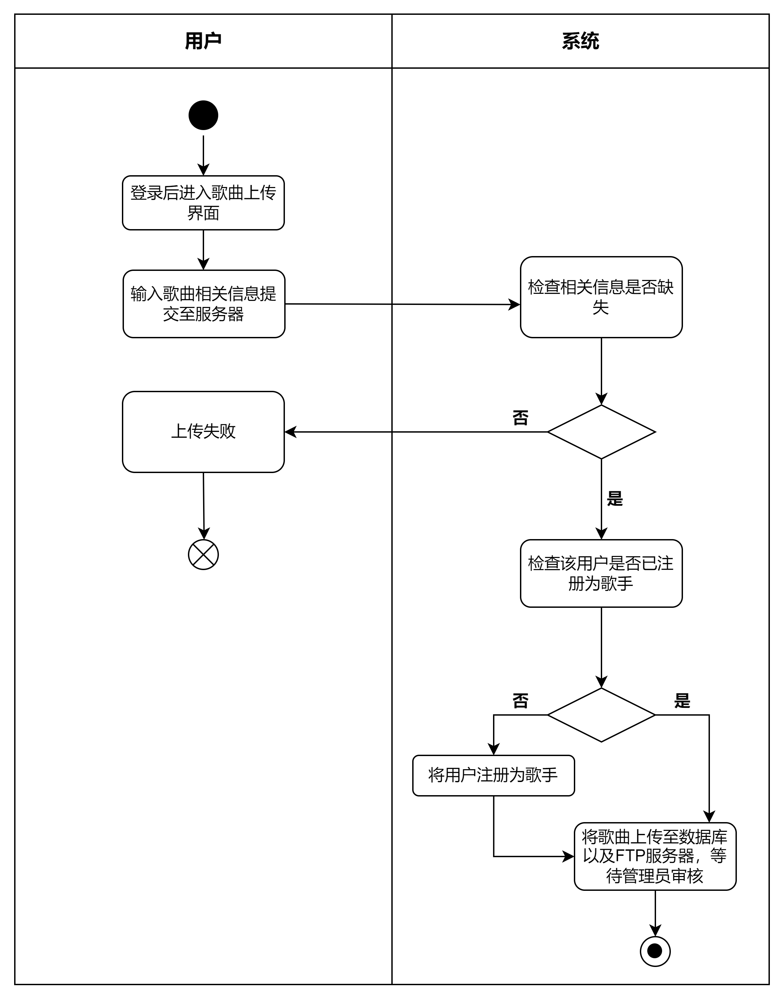 用户
系统
登录后进入歌曲上传
界面
输入歌曲相关信息提
交至服务器
检查相关信息是否缺
失
上传失败
否
是
检查该用户是否已注
册为歌手
否
是
将用户注册为歌手
将歌曲上传至数据库
以及FTP服务器，等
待管理员审核